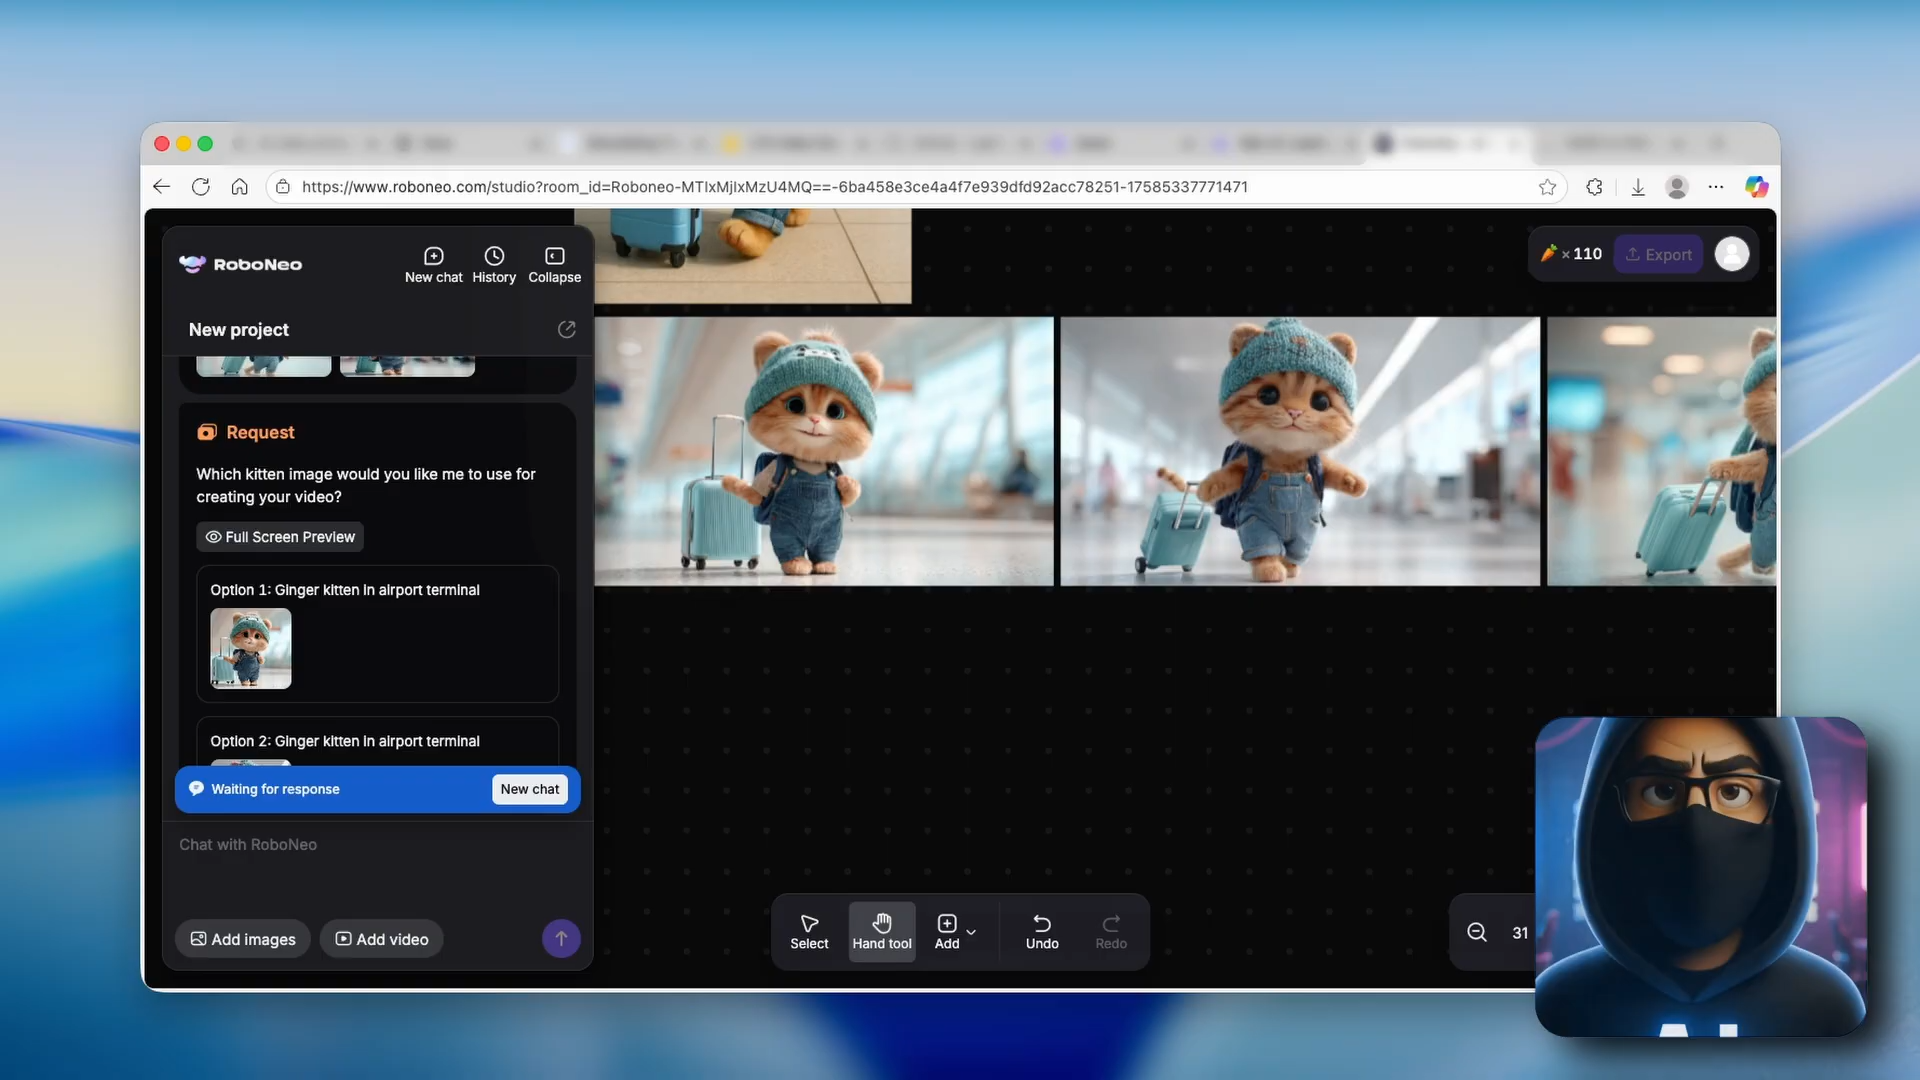 https://www.roboneo.com/studio?room_id=Roboneo-MTIxMjIxMzU4MQ==-6ba458e3ce4a4f7e939dfd92acc78251-17585337771471
RoboNeo
New chat
History
Collapse
× 110
Export
New project
Request
Which kitten image would you like me to use for
creating your video?
Full Screen Preview
Option 1: Ginger kitten in airport terminal
Option 2: Ginger kitten in airport terminal
Waiting for response
New chat
Chat with RoboNeo
Add images
Add video
Select
Hand tool
Add
Undo
Redo
31